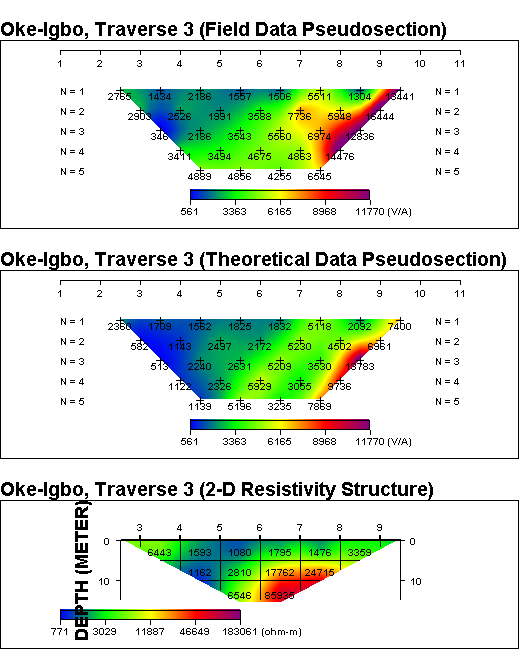 Oke-Igbo, Traverse 3 (Field Data Pseudosection)
1 2 3 4 5 6 7 8 9 10 11
N = 1 2765 1434 2186 1557 1506 5511 1304 13441 N = 1
N = 2 2903 2526 1991 3588 7736 5948 16444 N = 2
N = 3 346 2186 3543 5560 6974 12836 N = 3
N = 4 3411 3494 4675 4863 14476 N = 4
N = 5 4889 4856 4255 6545 N = 5
561 3363 6165 8968 11770 (V/A)
Oke-Igbo, Traverse 3 (Theoretical Data Pseudosection)
1 2 3 4 5 6 7 8 9 10 11
N = 1 2360 1709 1562 1825 1832 5118 2092 7400 N = 1
N = 2 582 1143 2497 2172 5230 4502 6961 N = 2
N = 3 513 2240 2631 5209 3530 13783 N = 3
N = 4 1122 2326 5929 3055 9736 N = 4
N = 5 1139 5196 3235 7869 N = 5
561 3363 6165 8968 11770 (V/A)
Oke-Igbo, Traverse 3 (2-D Resistivity Structure)
DEPTH (METER)
3 4 5 6 7 8 9
0 0
6443 1593 1080 1795 1476 3359
1162 2810 17762 24715
10 10
6546
771 3029 11887 46649 183061 (ohm-m)